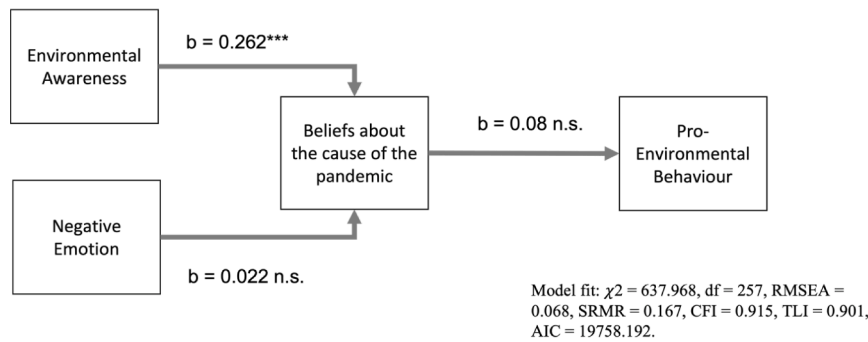 Environmental
Awareness
b = 0.262***
Beliefs about
the cause of the
pandemic
b = 0.08 n.s.
Pro-
Environmental
Behaviour
Negative
Emotion
b = 0.022 n.s.
Model fit: χ2 = 637.968, df = 257, RMSEA =
0.068, SRMR = 0.167, CFI = 0.915, TLI = 0.901,
AIC = 19758.192.